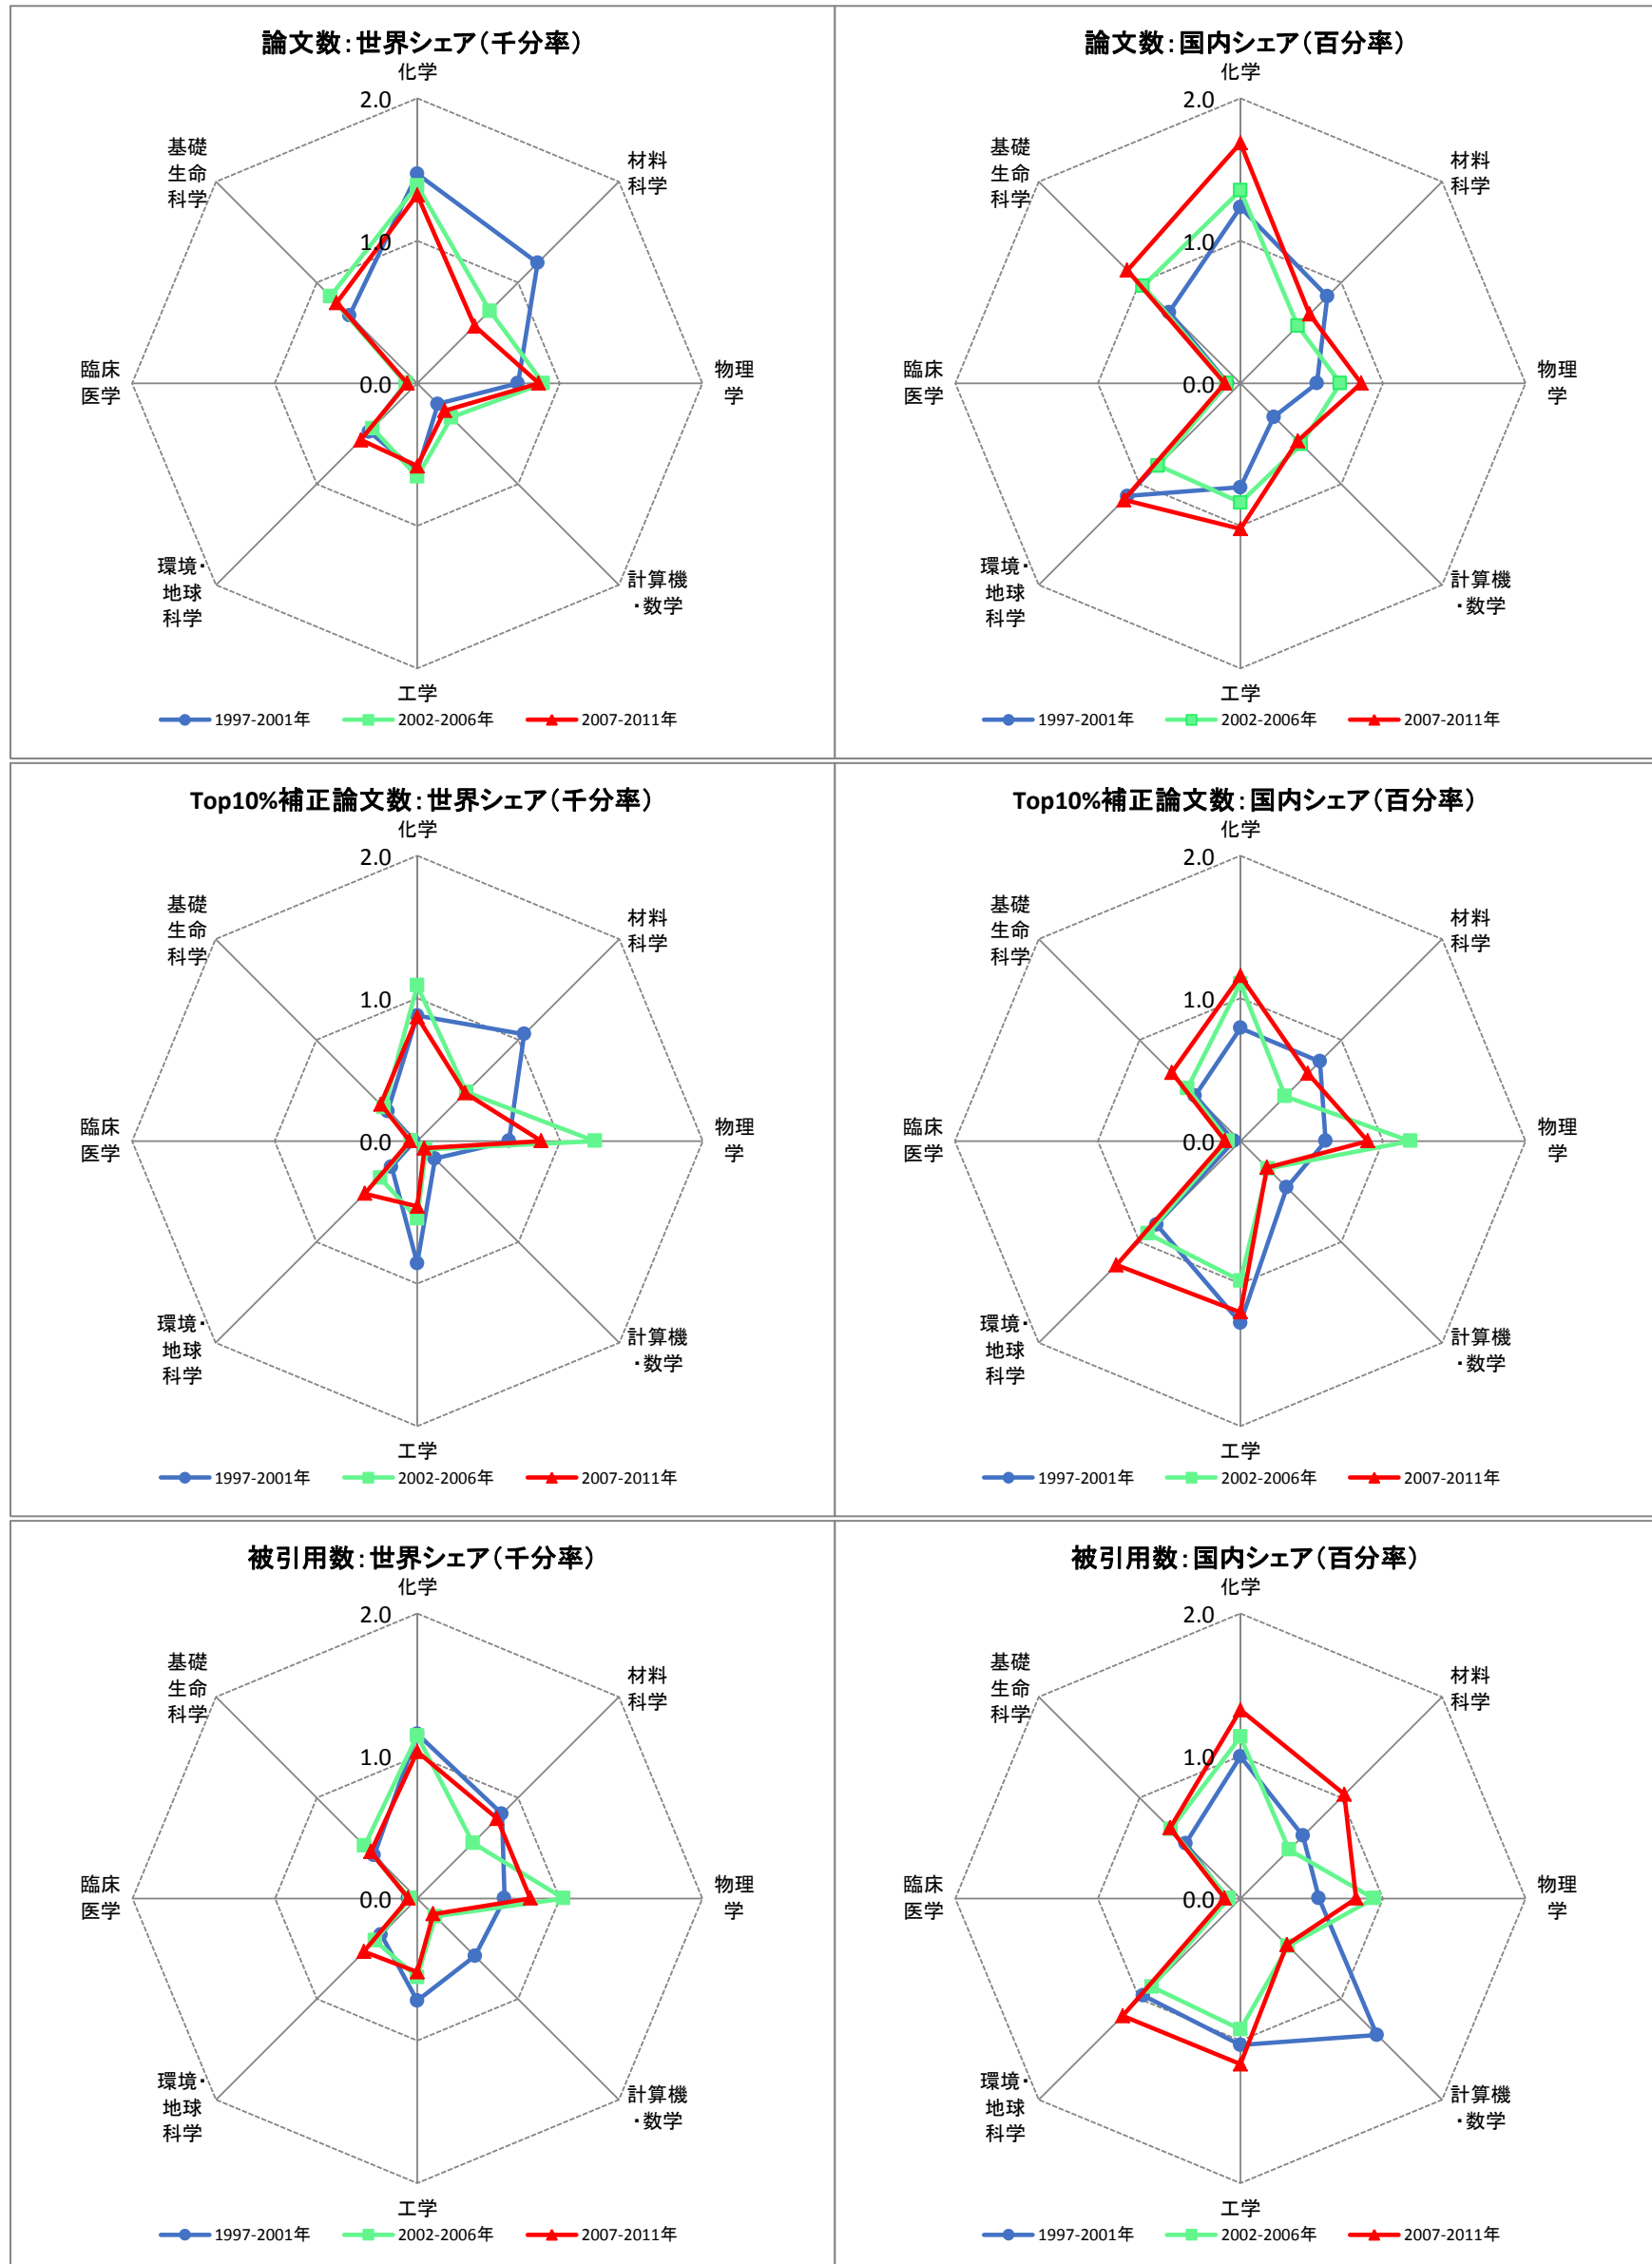 論文数：世界シェア（千分率）
化学
2.0
基礎
生命
科学
材料
科学
1.0
臨床
医学
0.0
物理
学
環境・
地球
科学
計算機
・数学
工学
1997-2001年 2002-2006年 2007-2011年
論文数：国内シェア（百分率）
化学
2.0
基礎
生命
科学
材料
科学
1.0
臨床
医学
0.0
物理
学
環境・
地球
科学
計算機
・数学
工学
1997-2001年 2002-2006年 2007-2011年
Top10%補正論文数：世界シェア（千分率）
化学
2.0
基礎
生命
科学
材料
科学
1.0
臨床
医学
0.0
物理
学
環境・
地球
科学
計算機
・数学
工学
1997-2001年 2002-2006年 2007-2011年
Top10%補正論文数：国内シェア（百分率）
化学
2.0
基礎
生命
科学
材料
科学
1.0
臨床
医学
0.0
物理
学
環境・
地球
科学
計算機
・数学
工学
1997-2001年 2002-2006年 2007-2011年
被引用数：世界シェア（千分率）
化学
2.0
基礎
生命
科学
材料
科学
1.0
臨床
医学
0.0
物理
学
環境・
地球
科学
計算機
・数学
工学
1997-2001年 2002-2006年 2007-2011年
被引用数：国内シェア（百分率）
化学
2.0
基礎
生命
科学
材料
科学
1.0
臨床
医学
0.0
物理
学
環境・
地球
科学
計算機
・数学
工学
1997-2001年 2002-2006年 2007-2011年